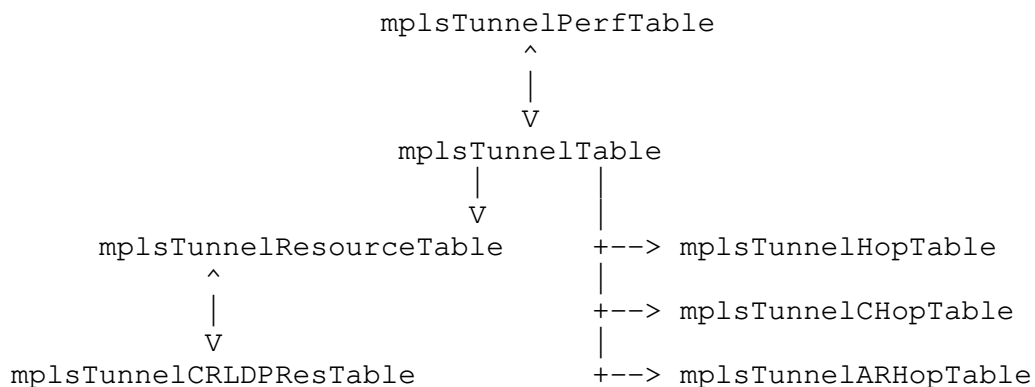 mplsTunnelPerfTable
^
|
V
mplsTunnelTable
| |
V |
mplsTunnelResourceTable +--> mplsTunnelHopTable
^ |
| +--> mplsTunnelCHopTable
V |
mplsTunnelCRLDPResTable +--> mplsTunnelARHopTable